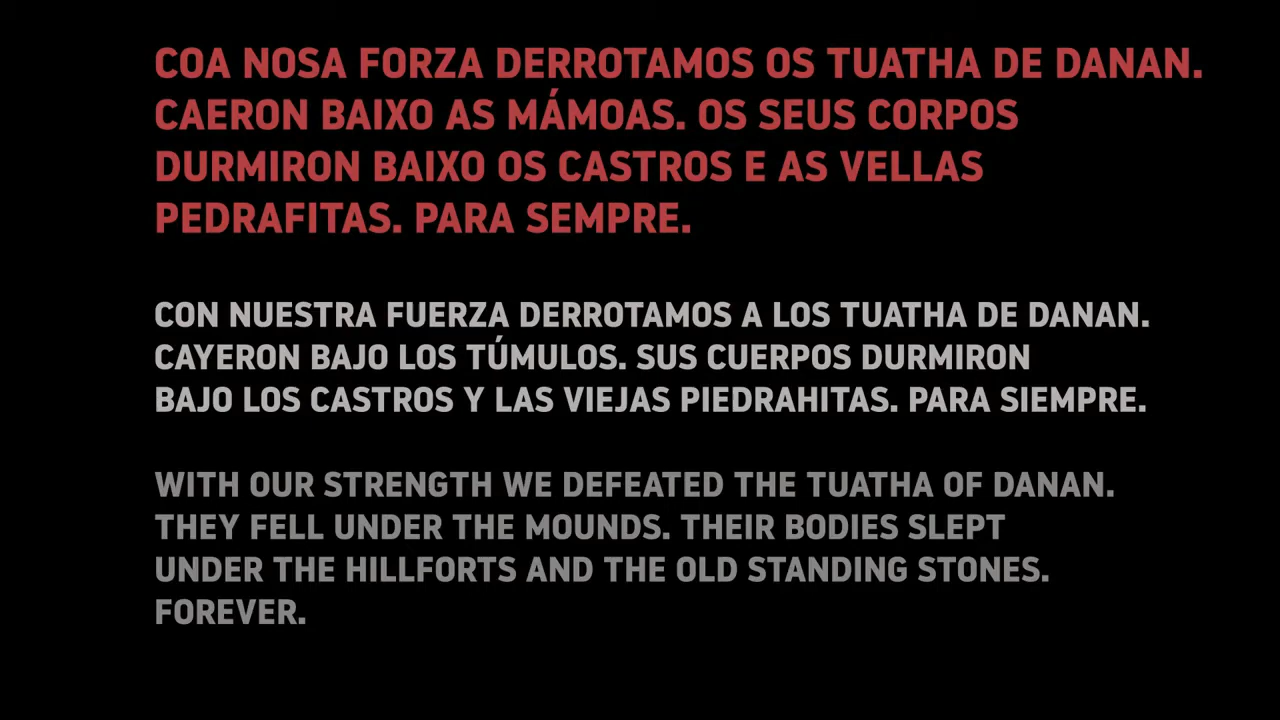 COA NOSA FORZA DERROTAMOS OS TUATHA DE DANAN.
CAERON BAIXO AS MÁMOAS. OS SEUS CORPOS
DURMIRON BAIXO OS CASTROS E AS VELLAS
PEDRAFITAS. PARA SEMPRE.
CON NUESTRA FUERZA DERROTAMOS A LOS TUATHA DE DANAN.
CAYERON BAJO LOS TÚMULOS. SUS CUERPOS DURMIRON
BAJO LOS CASTROS Y LAS VIEJAS PIEDRAHITAS. PARA SIEMPRE.
WITH OUR STRENGTH WE DEFEATED THE TUATHA OF DANAN.
THEY FELL UNDER THE MOUNDS. THEIR BODIES SLEPT
UNDER THE HILLFORTS AND THE OLD STANDING STONES.
FOREVER.